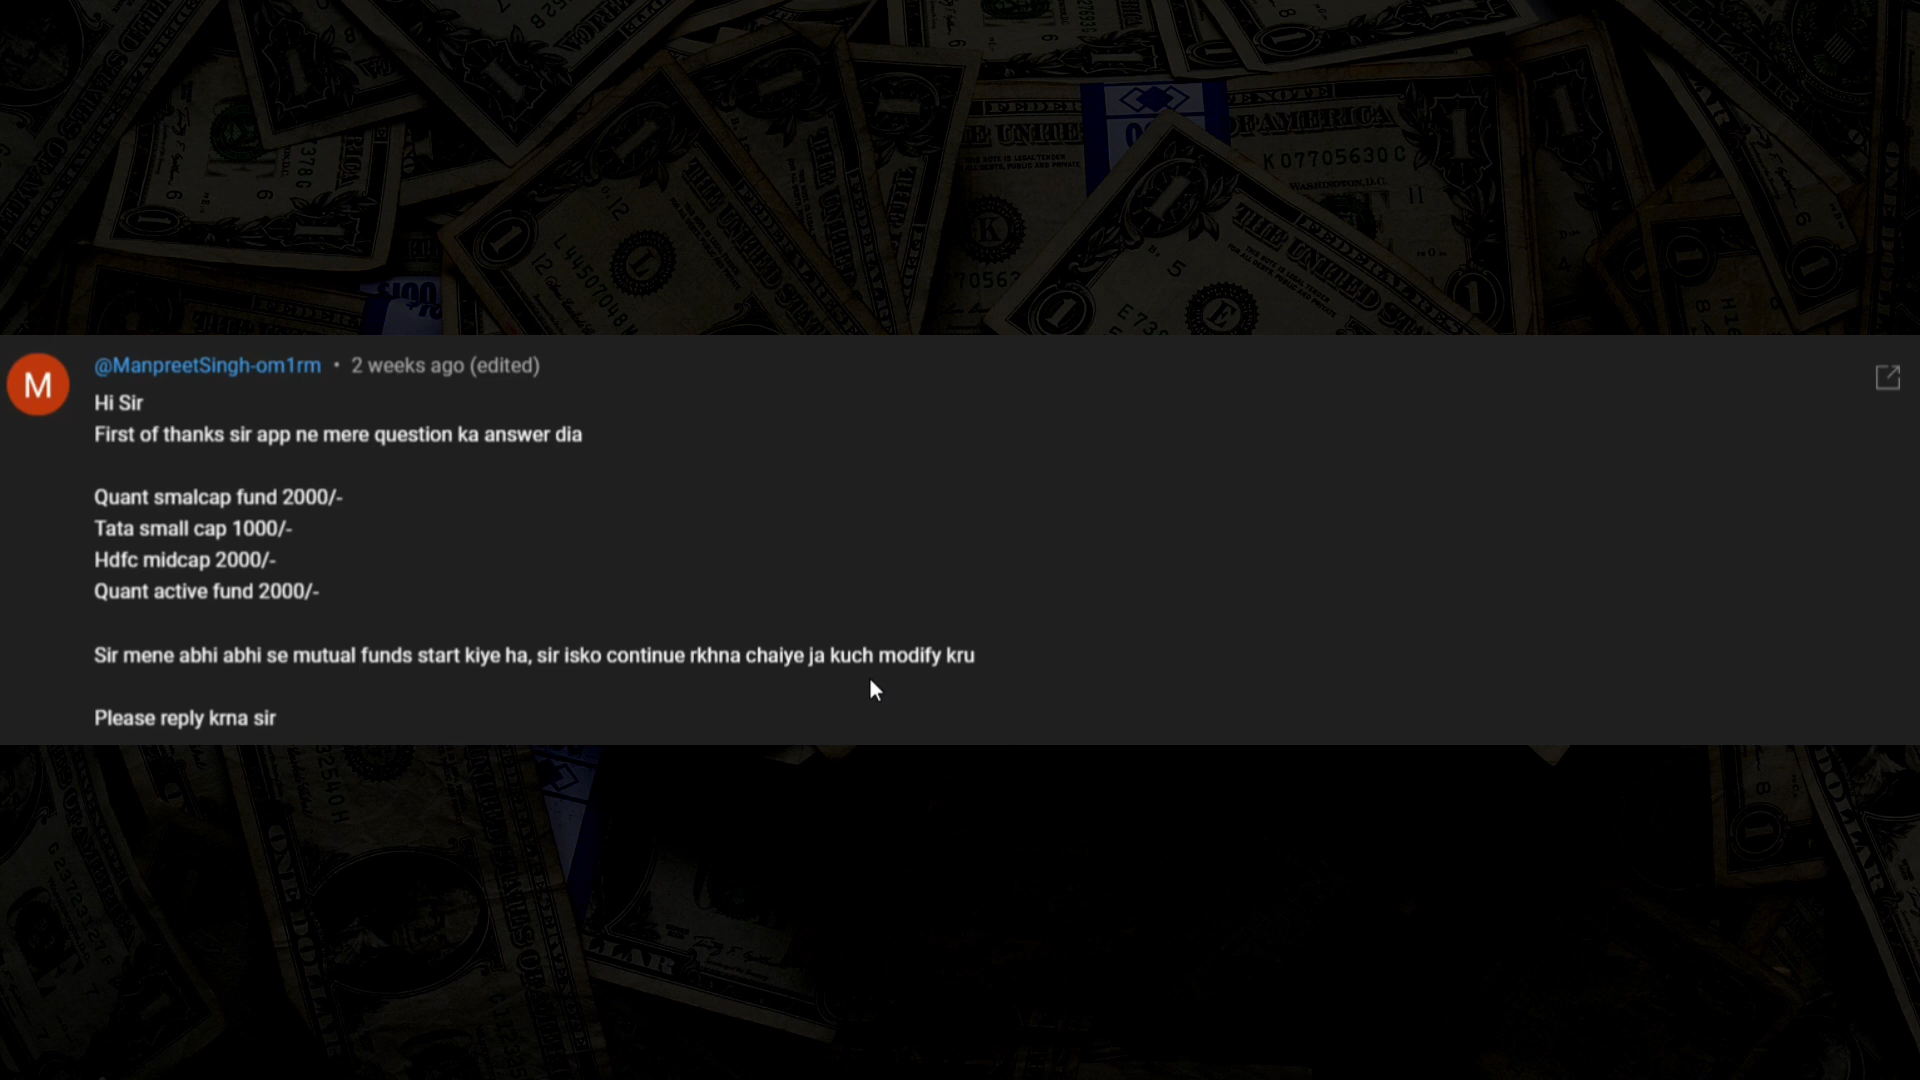 M
@ManpreetSingh-om1rm • 2 weeks ago (edited)
Hi Sir
First of thanks sir app ne mere question ka answer dia
Quant smalcap fund 2000/-
Tata small cap 1000/-
Hdfc midcap 2000/-
Quant active fund 2000/-
Sir mene abhi abhi se mutual funds start kiye ha, sir isko continue rkhna chaiye ja kuch modify kru
Please reply krna sir